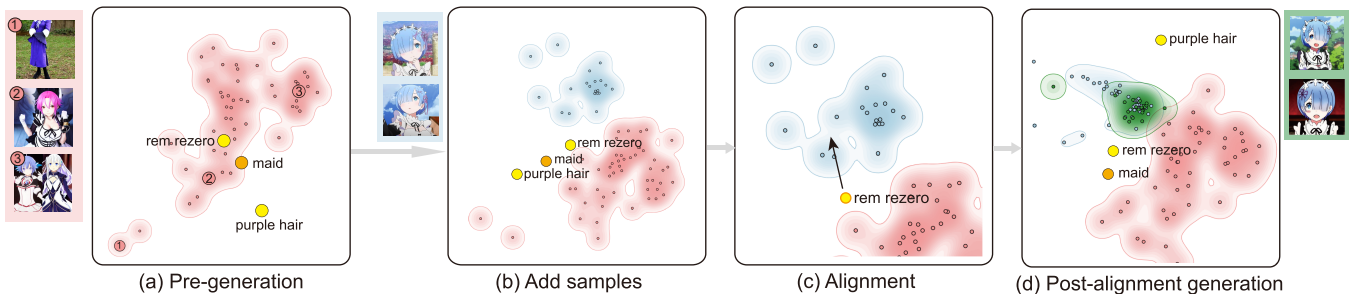 1
2
3
rem rezero
maid
purple hair
3
2
1
(a) Pre-generation
rem rezero
maid
purple hair
(b) Add samples
rem rezero
(c) Alignment
purple hair
rem rezero
maid
(d) Post-alignment generation